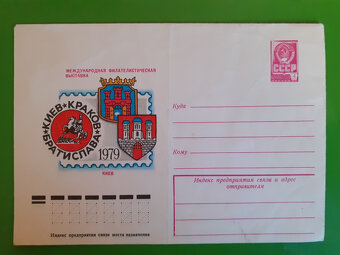 МЕЖДУНАРОДНАЯ ФИЛАТЕЛИСТИЧЕСКАЯ
ВЫСТАВКА
КИЕВ★КРАКОВ★
БРАТИСЛАВА★
1979
КИЕВ
СССР
Куда
Кому
Индекс предприятия связи и адрес
отправителя
Индекс предприятия связи места назначения